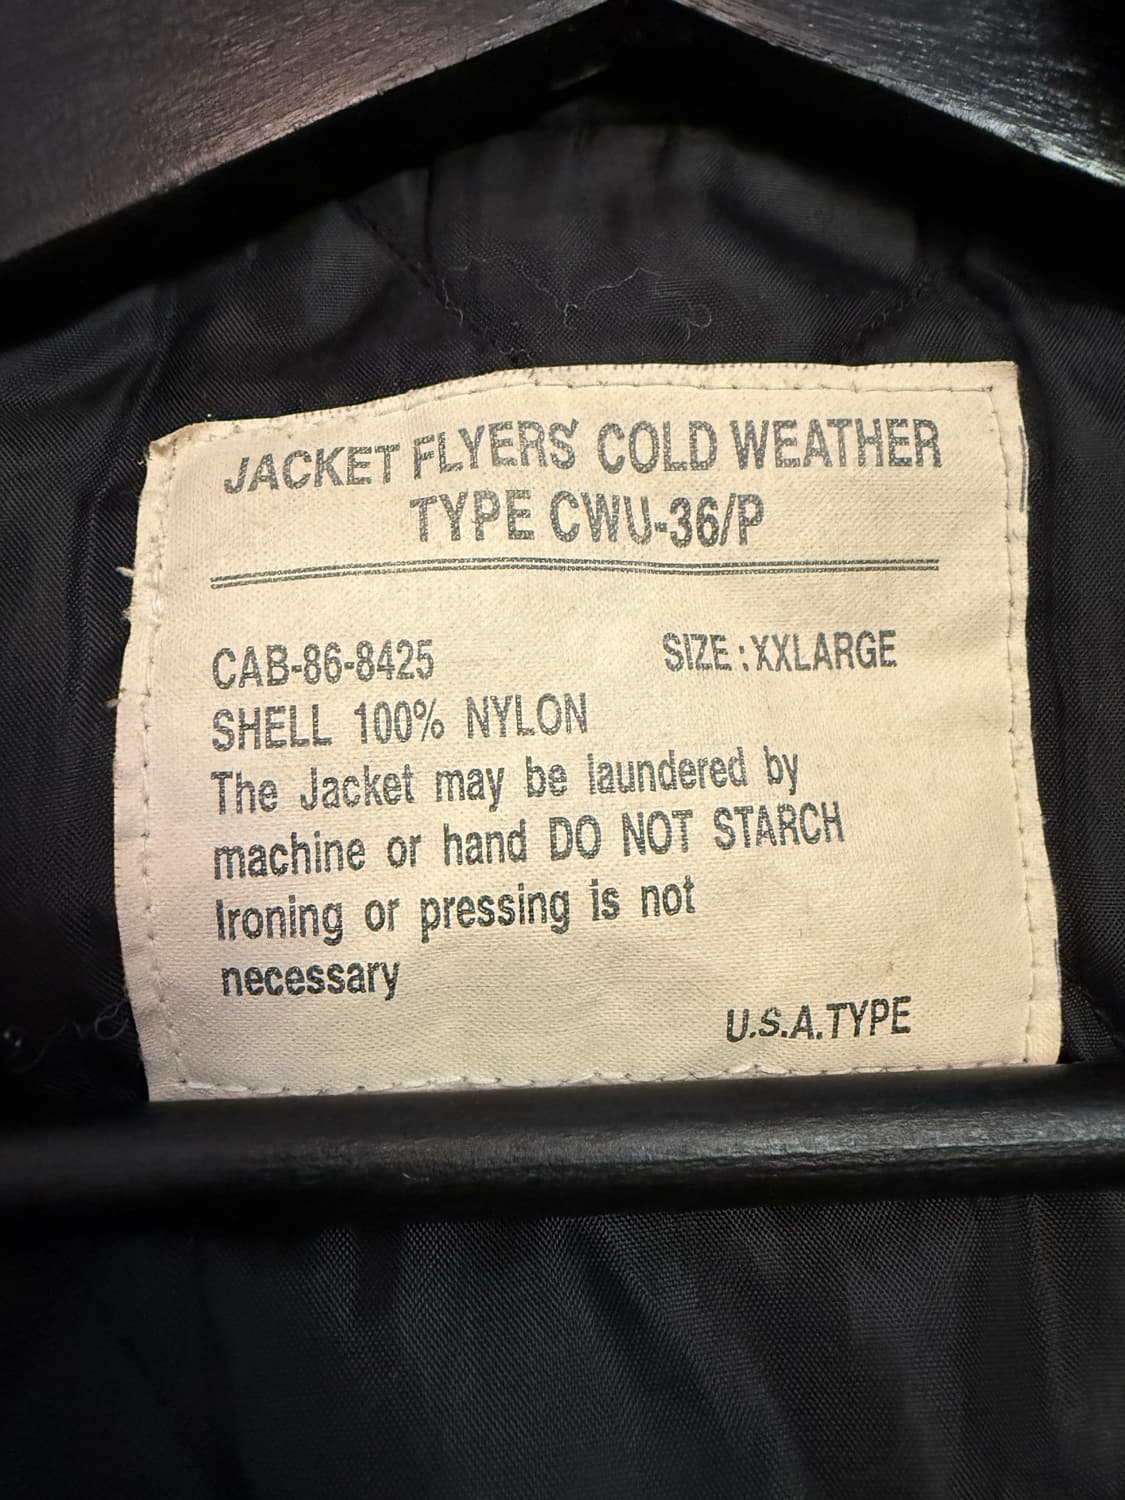 JACKET FLYERS' COLD WEATHER
TYPE CWU-36/P
CAB-86-8425 SIZE:XXLARGE
SHELL 100% NYLON
The Jacket may be laundered by
machine or hand DO NOT STARCH
Ironing or pressing is not
necessary
U.S.A.TYPE